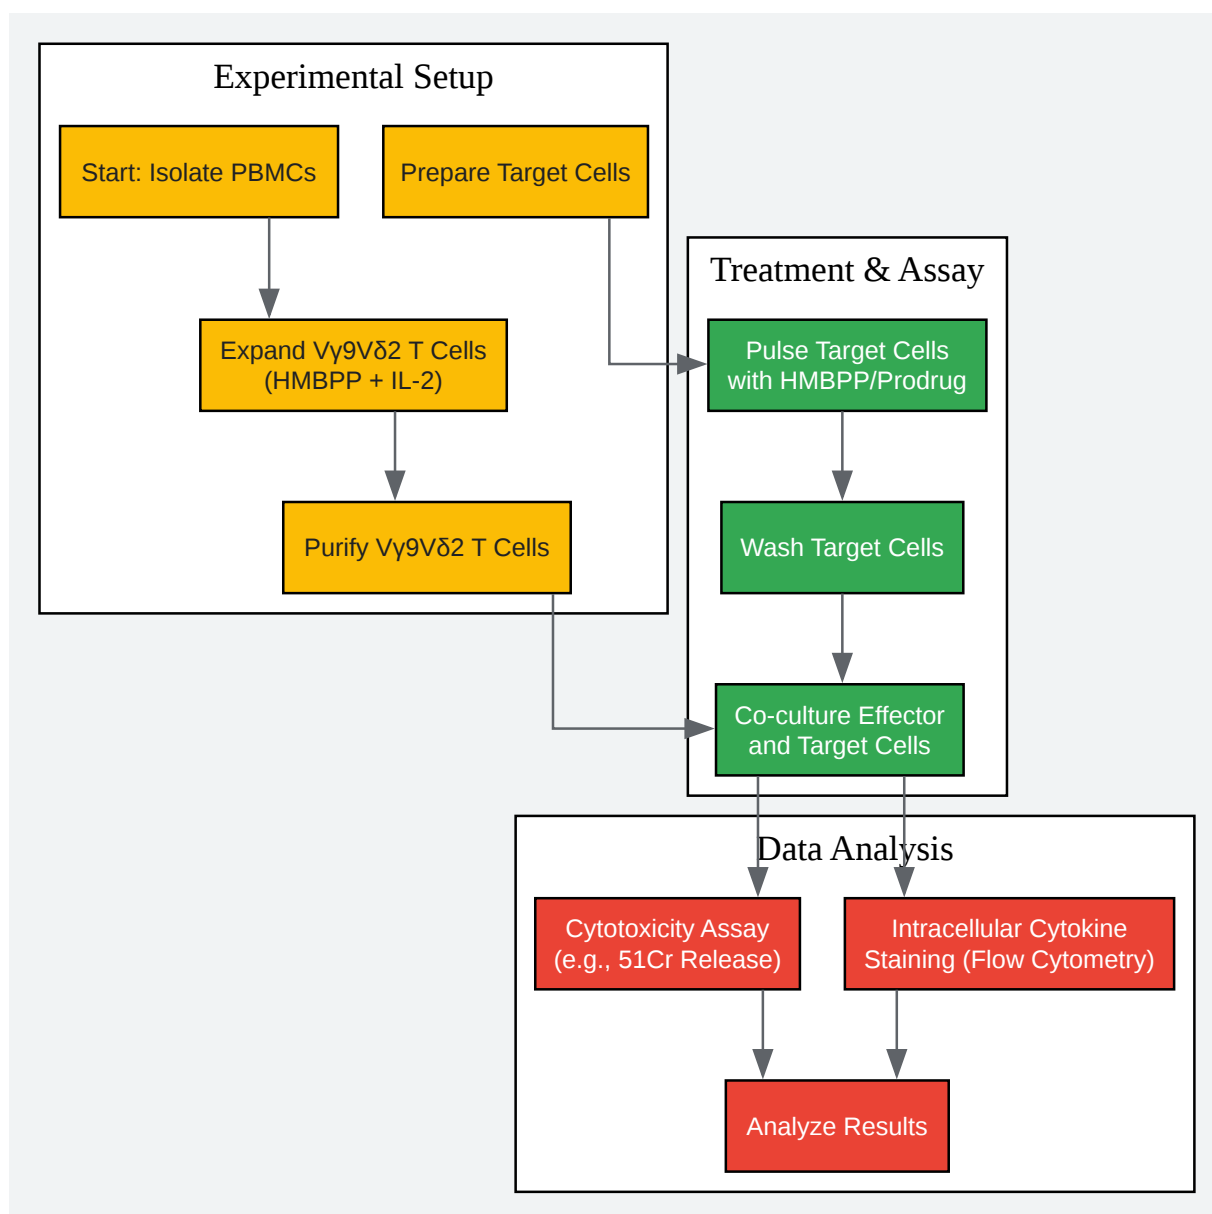 Experimental Setup
Start: Isolate PBMCs
Prepare Target Cells
Expand Vγ9Vδ2 T Cells
(HMBPP + IL-2)
Purify Vγ9Vδ2 T Cells
Treatment & Assay
Pulse Target Cells
with HMBPP/Prodrug
Wash Target Cells
Co-culture Effector
and Target Cells
Data Analysis
Cytotoxicity Assay
(e.g., 51Cr Release)
Intracellular Cytokine
Staining (Flow Cytometry)
Analyze Results